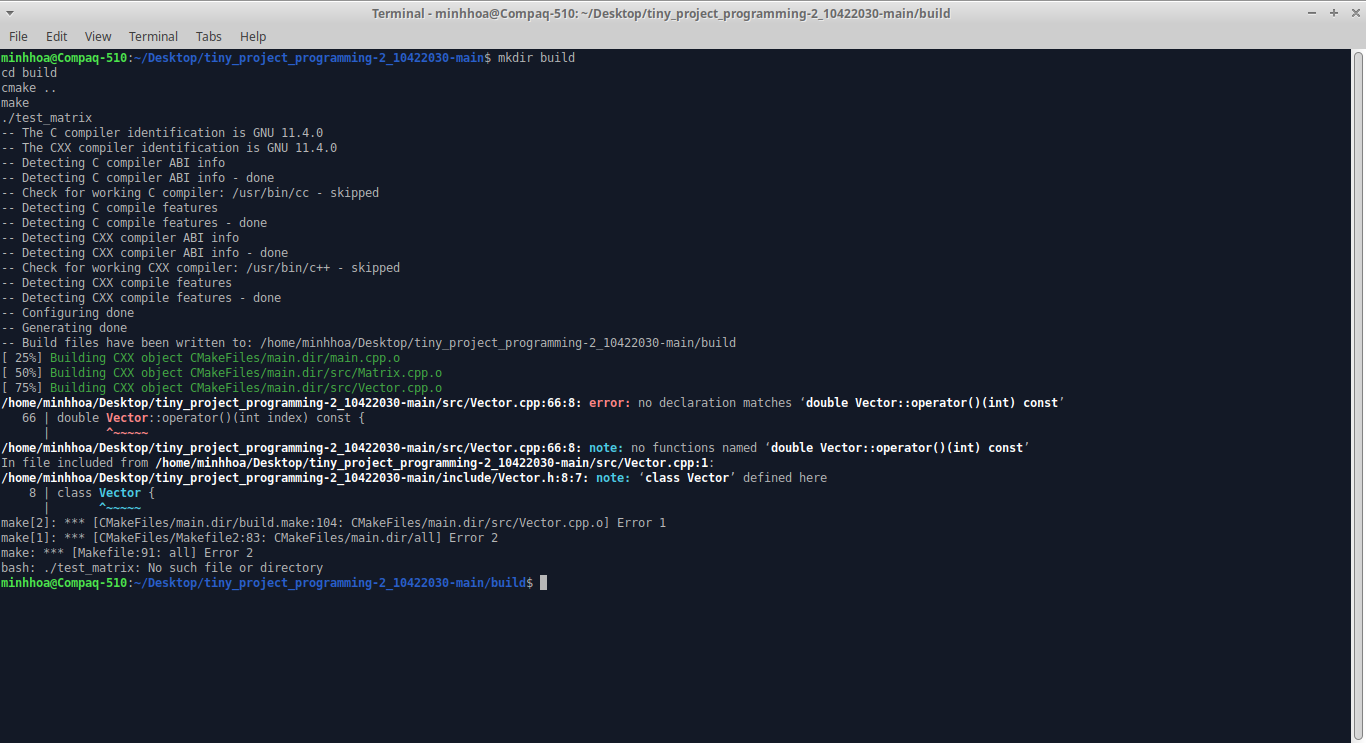 Terminal - minhhoa@Compaq-510: ~/Desktop/tiny_project_programming-2_10422030-main/build
File Edit View Terminal Tabs Help
minhhoa@Compaq-510:~/Desktop/tiny_project_programming-2_10422030-main$ mkdir build
cd build
cmake ..
make
./test_matrix
-- The C compiler identification is GNU 11.4.0
-- The CXX compiler identification is GNU 11.4.0
-- Detecting C compiler ABI info
-- Detecting C compiler ABI info - done
-- Check for working C compiler: /usr/bin/cc - skipped
-- Detecting C compile features
-- Detecting C compile features - done
-- Detecting CXX compiler ABI info
-- Detecting CXX compiler ABI info - done
-- Check for working CXX compiler: /usr/bin/c++ - skipped
-- Detecting CXX compile features
-- Detecting CXX compile features - done
-- Configuring done
-- Generating done
-- Build files have been written to: /home/minhhoa/Desktop/tiny_project_programming-2_10422030-main/build
[ 25%] Building CXX object CMakeFiles/main.dir/main.cpp.o
[ 50%] Building CXX object CMakeFiles/main.dir/src/Matrix.cpp.o
[ 75%] Building CXX object CMakeFiles/main.dir/src/Vector.cpp.o
/home/minhhoa/Desktop/tiny_project_programming-2_10422030-main/src/Vector.cpp:66:8: error: no declaration matches ‘double Vector::operator()(int) const’
   66 | double Vector::operator()(int index) const {
      |        ^~~~~~
/home/minhhoa/Desktop/tiny_project_programming-2_10422030-main/src/Vector.cpp:66:8: note: no functions named ‘double Vector::operator()(int) const’
In file included from /home/minhhoa/Desktop/tiny_project_programming-2_10422030-main/src/Vector.cpp:1:
/home/minhhoa/Desktop/tiny_project_programming-2_10422030-main/include/Vector.h:8:7: note: ‘class Vector’ defined here
    8 | class Vector {
      |       ^~~~~~
make[2]: *** [CMakeFiles/main.dir/build.make:104: CMakeFiles/main.dir/src/Vector.cpp.o] Error 1
make[1]: *** [CMakeFiles/Makefile2:83: CMakeFiles/main.dir/all] Error 2
make: *** [Makefile:91: all] Error 2
bash: ./test_matrix: No such file or directory
minhhoa@Compaq-510:~/Desktop/tiny_project_programming-2_10422030-main/build$